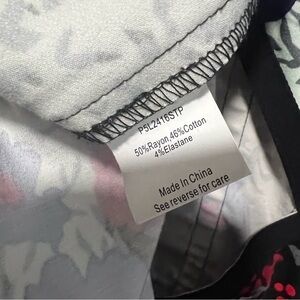 P5L2416STP
50%Rayon,46%Cotton
4%Elastane
Made In China
See reverse for care